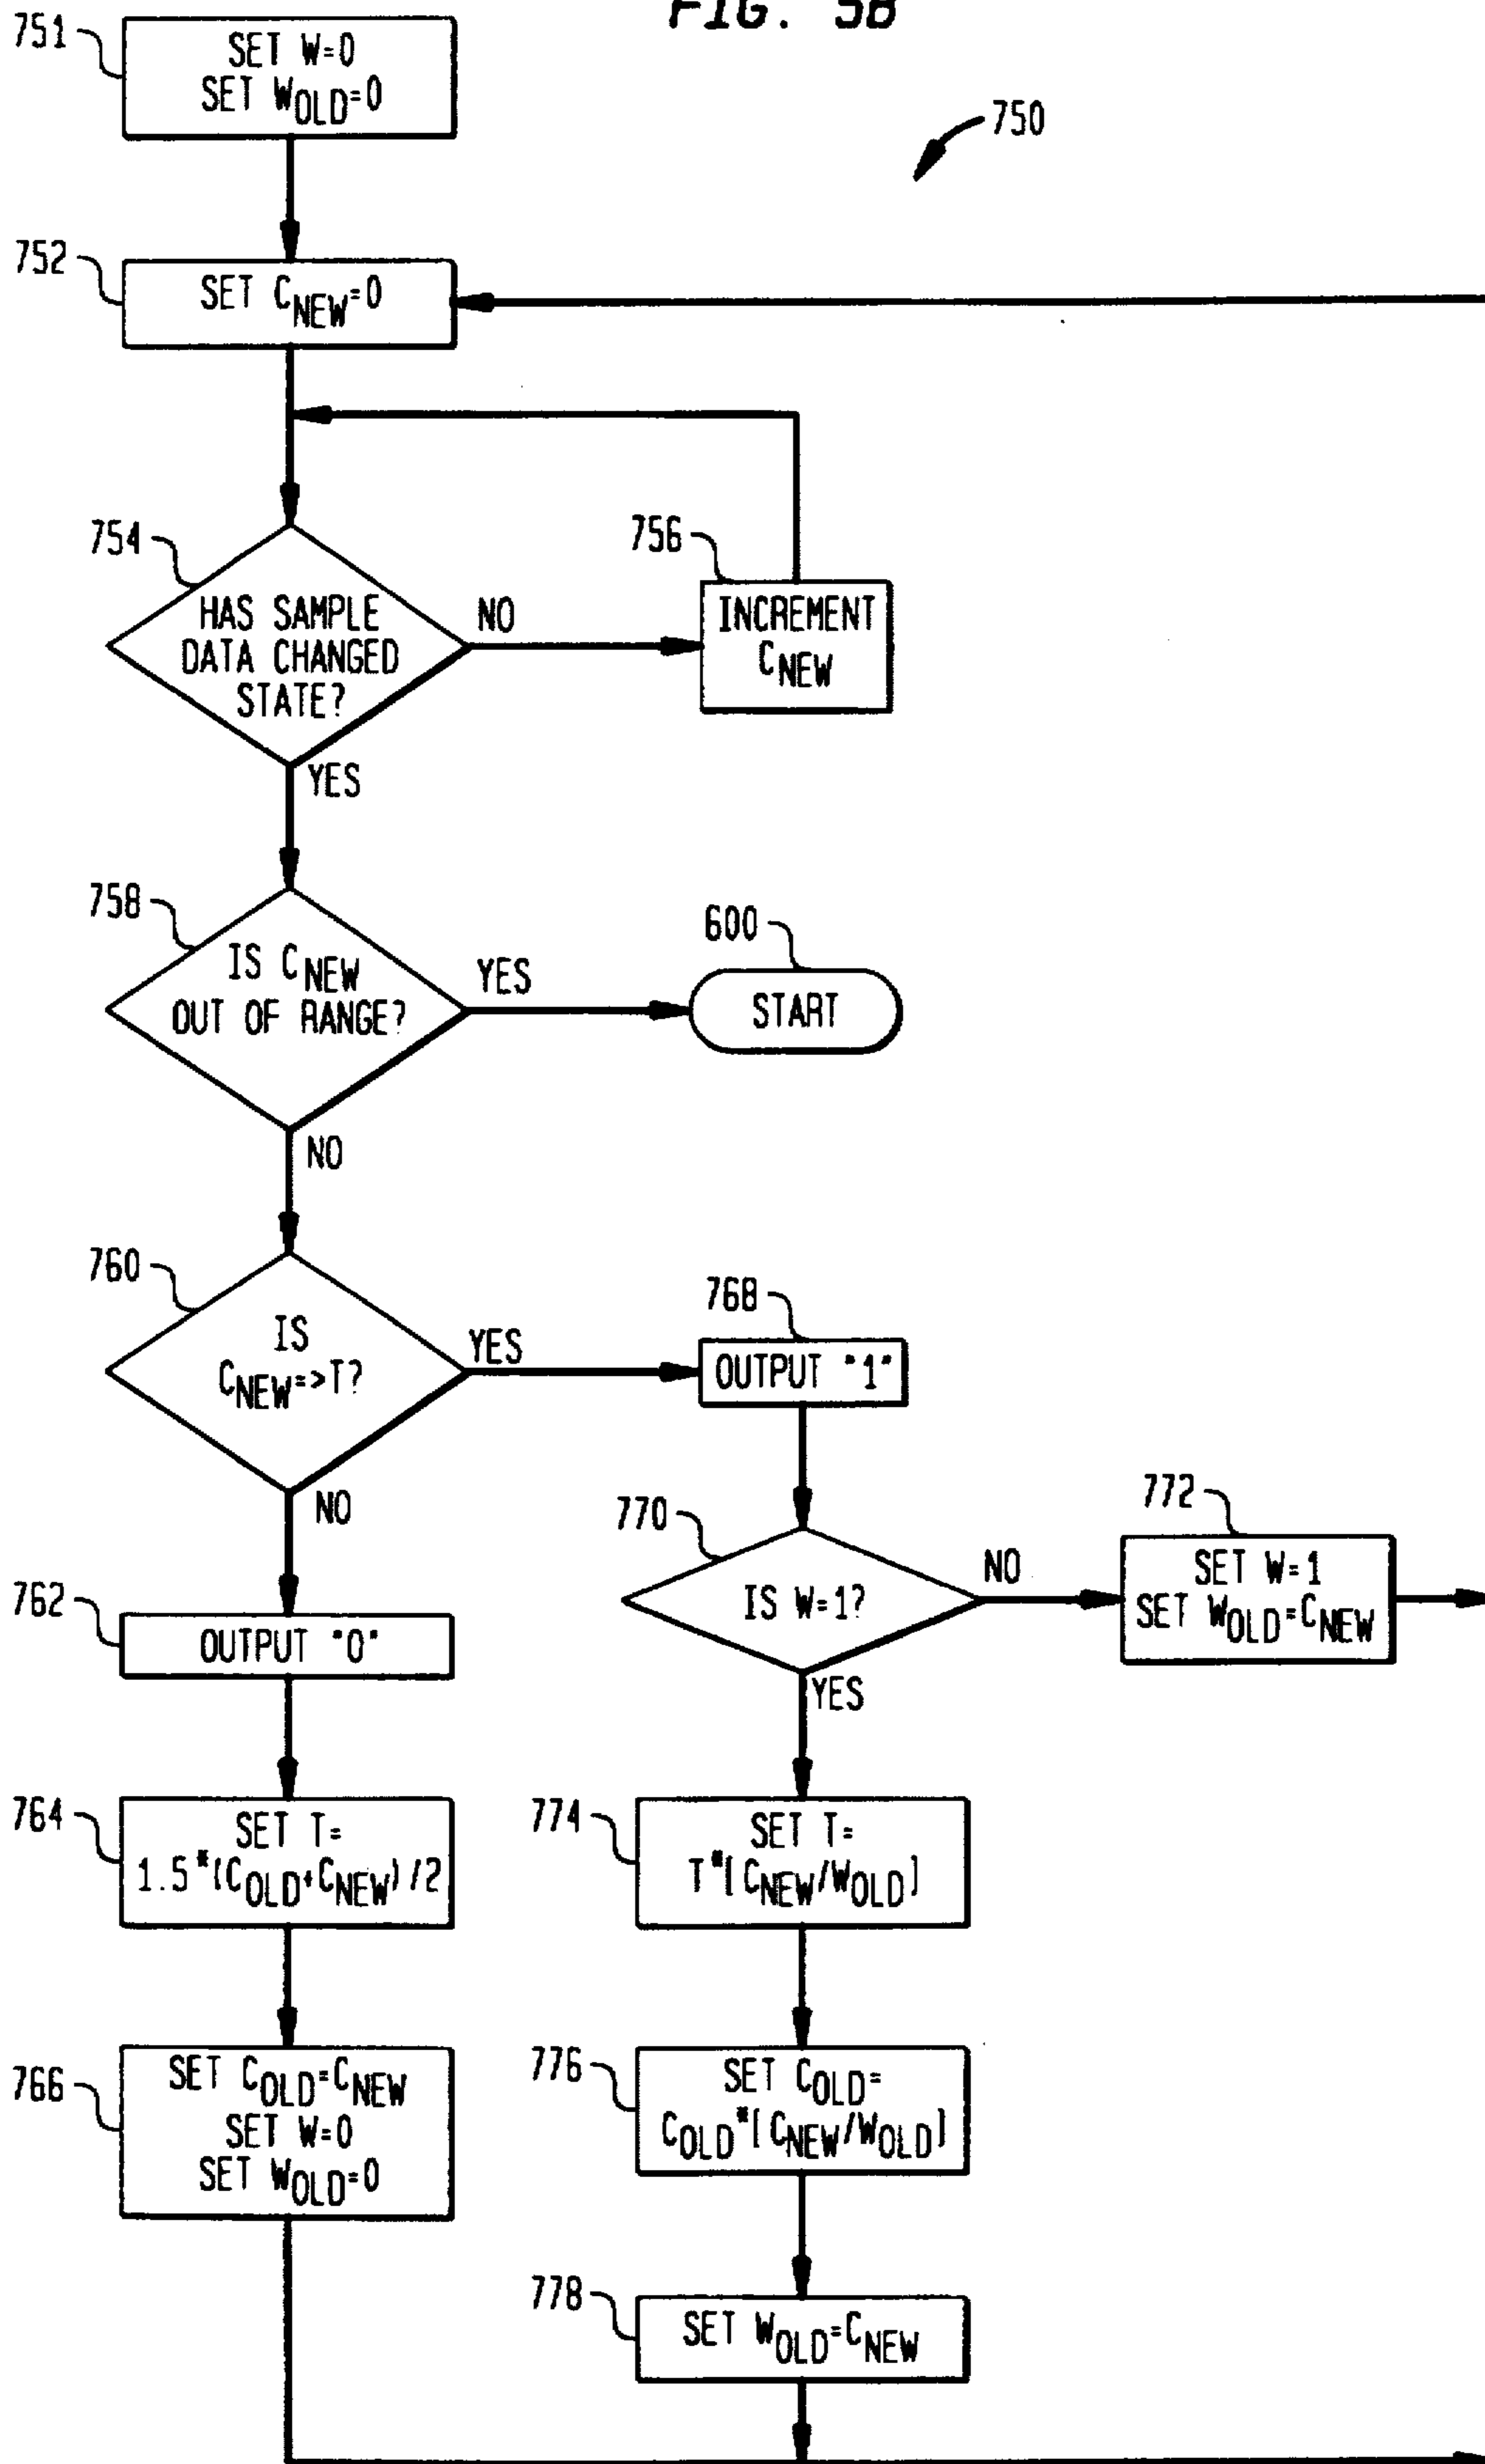 FIG. 5B
751
SET W=0
SET WOLD=0
750
752
SET CNEW=0
754
HAS SAMPLE
DATA CHANGED
STATE?
NO
YES
756
INCREMENT
CNEW
758
IS CNEW
OUT OF RANGE?
YES
NO
600
START
760
IS
CNEW=>T?
YES
NO
768
OUTPUT "1"
770
IS W=1?
NO
YES
772
SET W=1
SET WOLD=CNEW
762
OUTPUT "0"
764
SET T=
1.5*(COLD+CNEW)/2
774
SET T=
T*[CNEW/WOLD]
766
SET COLD=CNEW
SET W=0
SET WOLD=0
776
SET COLD=
COLD*[CNEW/WOLD]
778
SET WOLD=CNEW